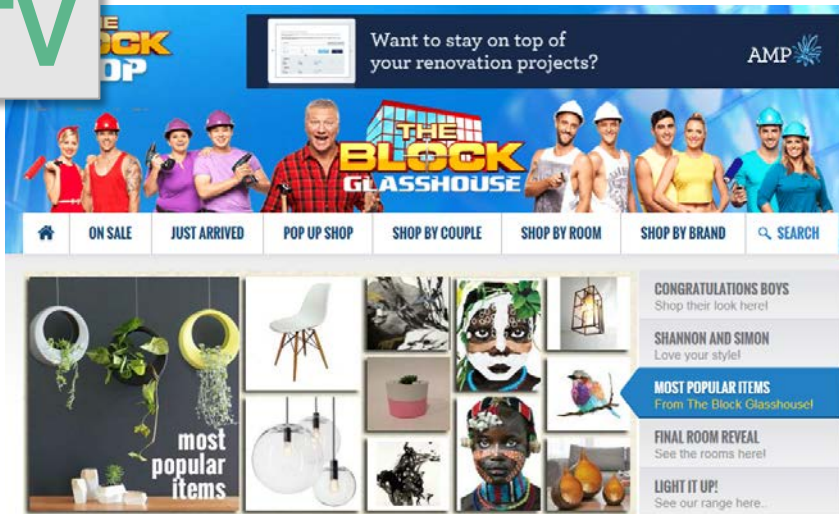 TV
THE
BLOCK
SHOP
Want to stay on top of
your renovation projects?
AMP
THE
BLOCK
GLASSHOUSE
ON SALE
JUST ARRIVED
POP UP SHOP
SHOP BY COUPLE
SHOP BY ROOM
SHOP BY BRAND
SEARCH
most
popular
items
CONGRATULATIONS BOYS
Shop their look here!
SHANNON AND SIMON
Love your style!
MOST POPULAR ITEMS
From The Block Glasshouse!
FINAL ROOM REVEAL
See the rooms here!
LIGHT IT UP!
See our range here..